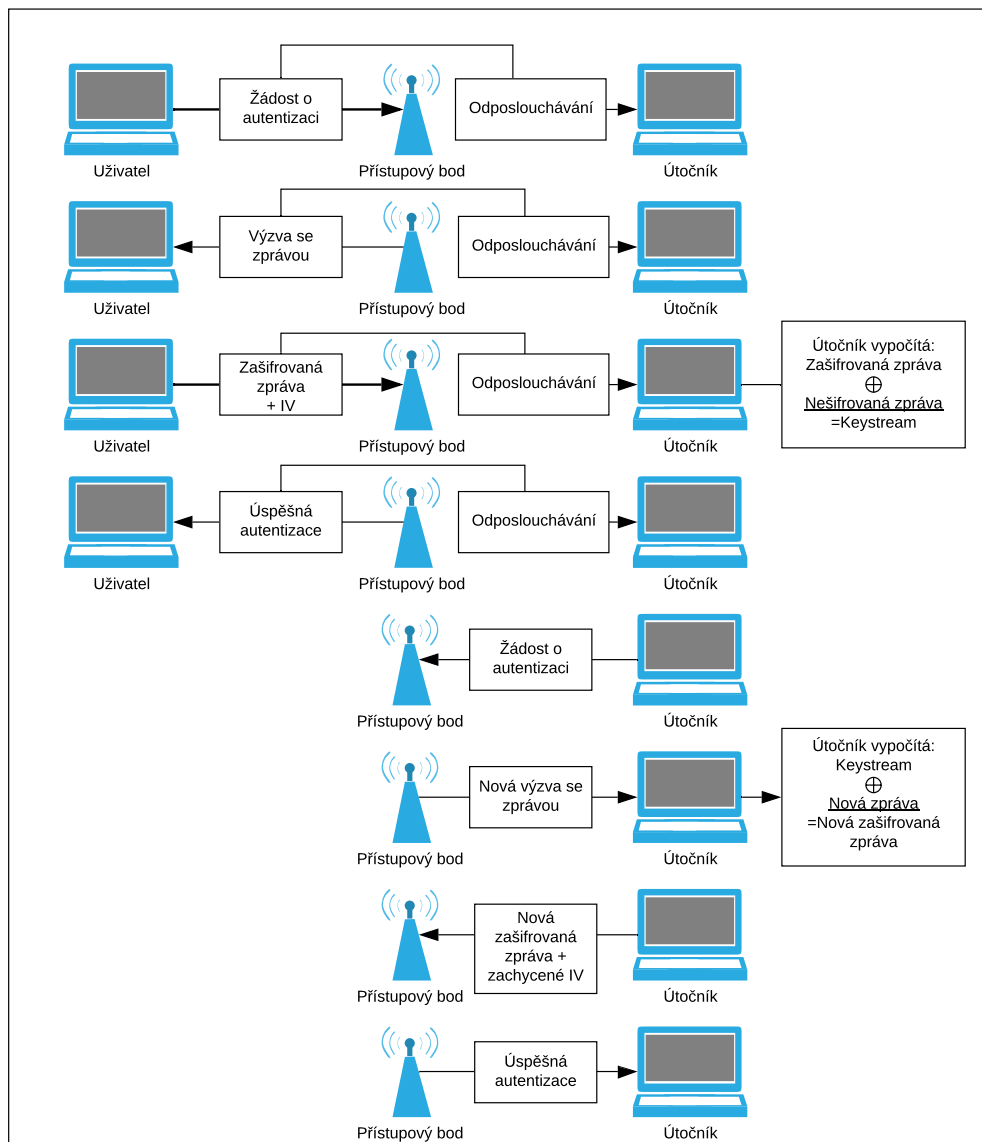 Žádost o
autentizaci
Odposlouchávání
Uživatel
Přístupový bod
Útočník
Výzva se
zprávou
Odposlouchávání
Uživatel
Přístupový bod
Útočník
Zašifrovaná
zpráva
+ IV
Odposlouchávání
Útočník vypočítá:
Zašifrovaná zpráva
⊕
Nešifrovaná zpráva
=Keystream
Uživatel
Přístupový bod
Útočník
Úspěšná
autentizace
Odposlouchávání
Uživatel
Přístupový bod
Útočník
Žádost o
autentizaci
Přístupový bod
Útočník
Nová výzva se
zprávou
Útočník vypočítá:
Keystream
⊕
Nová zpráva
=Nová zašifrovaná
zpráva
Přístupový bod
Útočník
Nová
zašifrovaná
zpráva +
zachycené IV
Přístupový bod
Útočník
Úspěšná
autentizace
Přístupový bod
Útočník